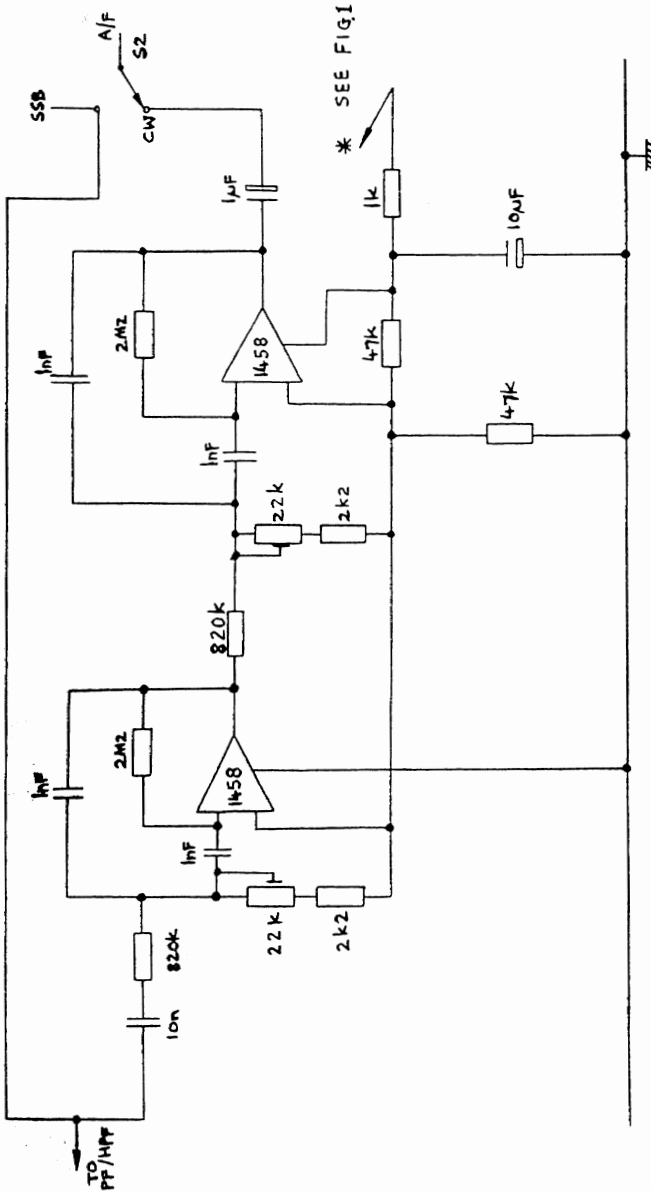 SSB
A/F
S2
CW
1µF
1nF
2M2
1458
1nF
* SEE FIG.1
1k
10µF
47k
47k
22k
2k2
820k
1nF
2M2
1458
1nF
22k
2k2
820k
10n
TO
PF/HPF